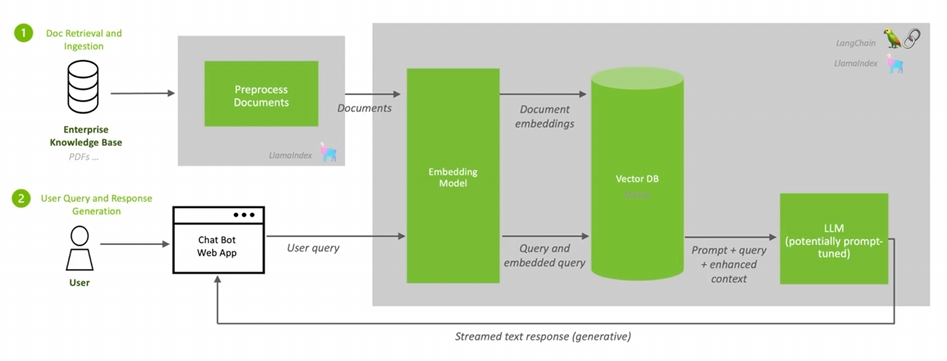 1
Doc Retrieval and
Ingestion
Enterprise
Knowledge Base
PDFs ...
Preprocess
Documents
LlamaIndex
Documents
LangChain
LlamaIndex
Embedding
Model
Document
embeddings
Vector DB
2
User Query and Response
Generation
User
Chat Bot
Web App
User query
Query and
embedded query
Prompt + query
+ enhanced
context
LLM
(potentially prompt-
tuned)
Streamed text response (generative)